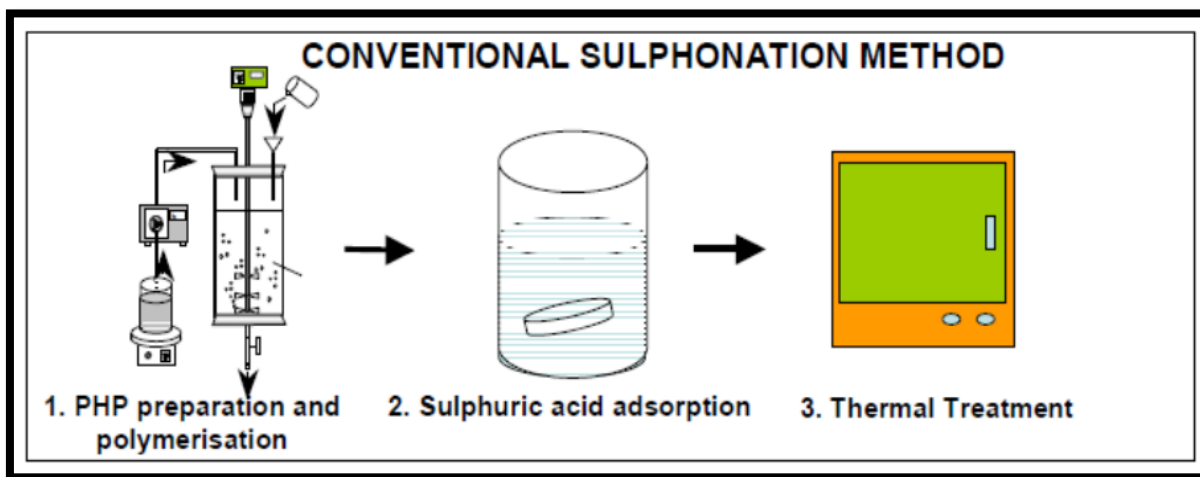 CONVENTIONAL SULPHONATION METHOD
1. PHP preparation and
polymerisation
2. Sulphuric acid adsorption
3. Thermal Treatment